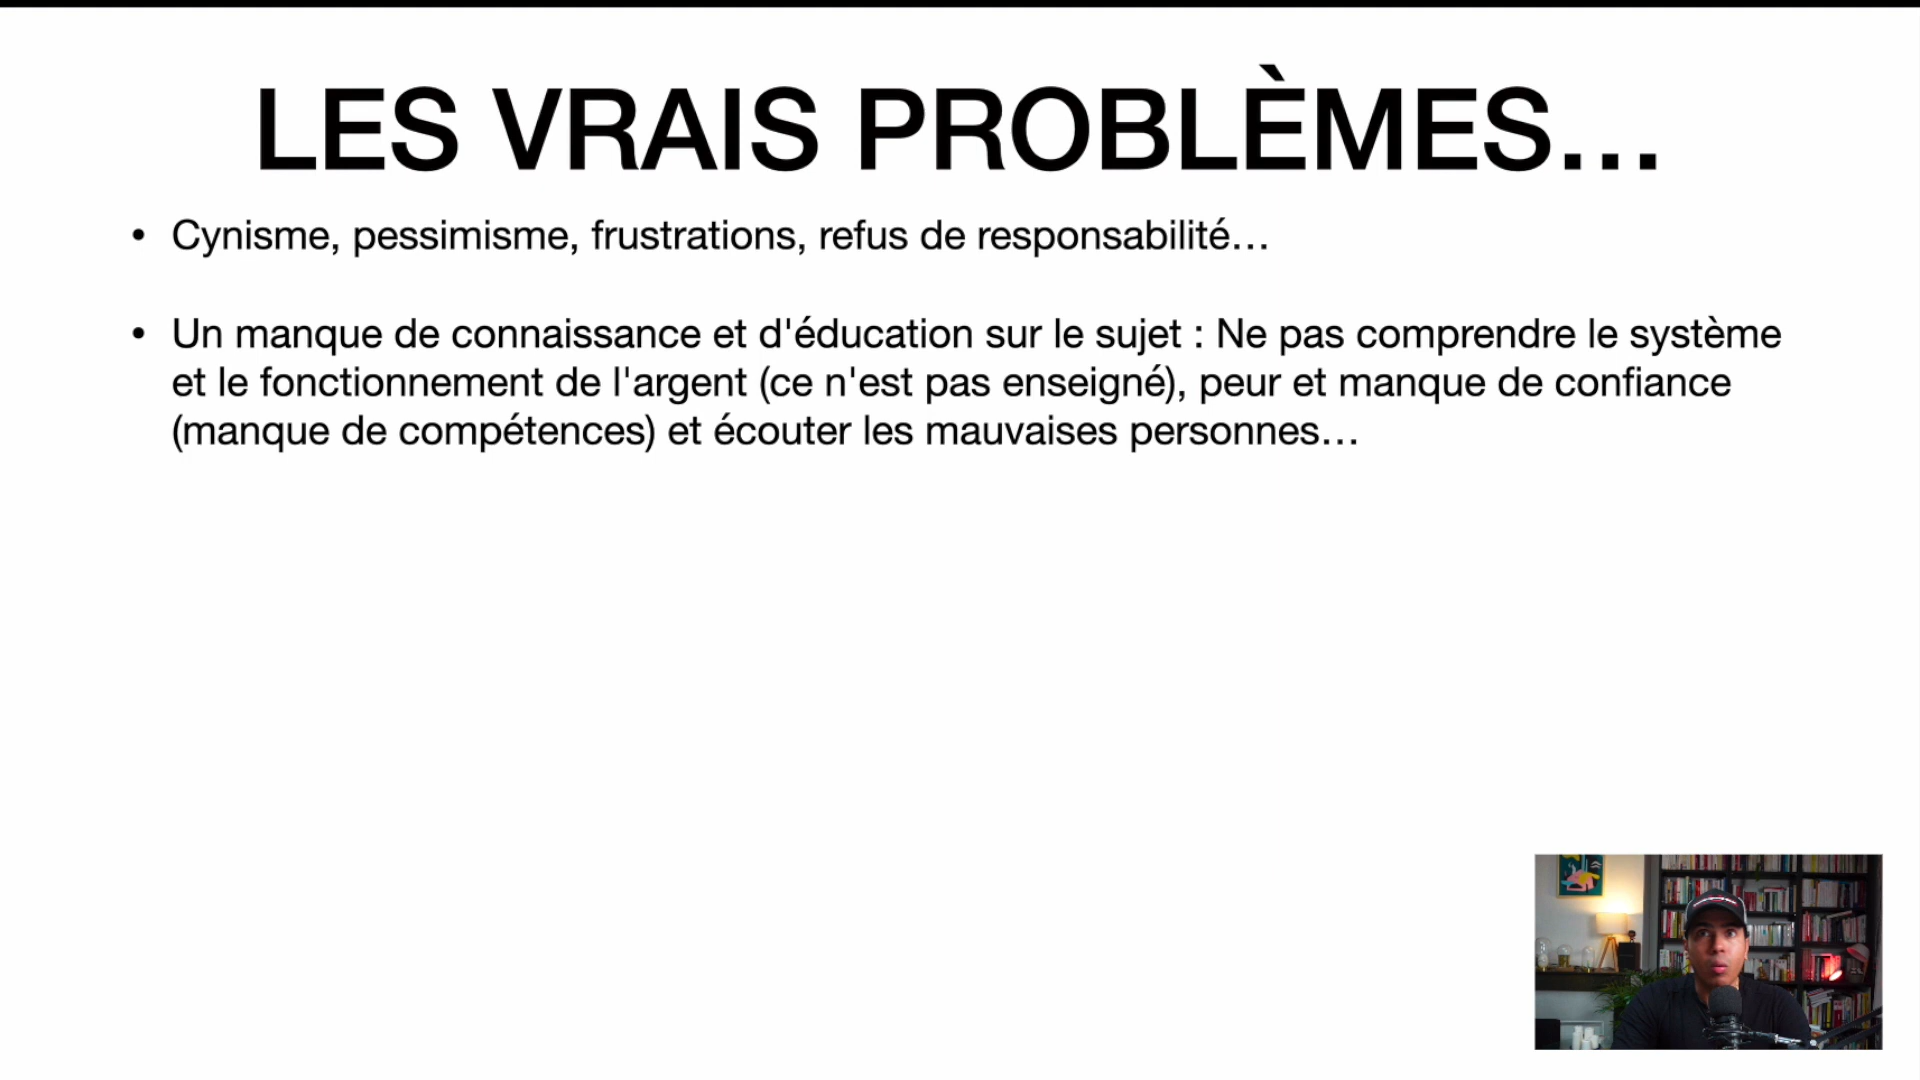 LES VRAIS PROBLÈMES…
• Cynisme, pessimisme, frustrations, refus de responsabilité…
• Un manque de connaissance et d'éducation sur le sujet : Ne pas comprendre le système
et le fonctionnement de l'argent (ce n'est pas enseigné), peur et manque de confiance
(manque de compétences) et écouter les mauvaises personnes…